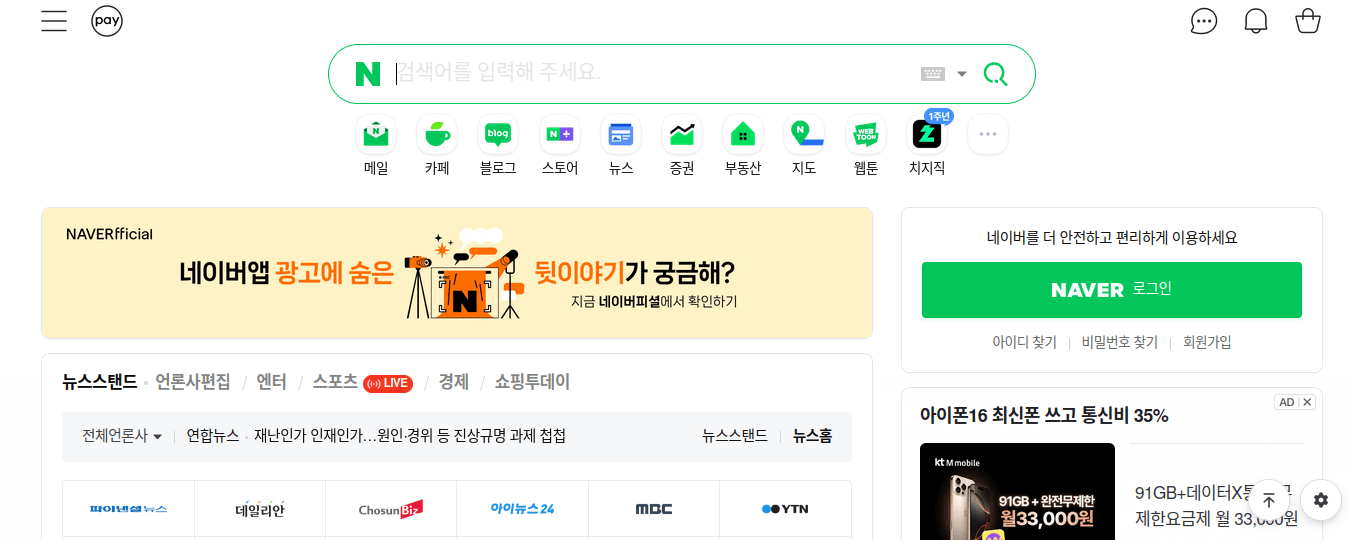 pay
N 검색어를 입력해 주세요.
1주년
N
blog
N +
N
WEB
TOON
메일 카페 블로그 스토어 뉴스 증권 부동산 지도 웹툰 치지직
NAVERfficial
네이버앱 광고에 숨은 뒷이야기가 궁금해?
지금 네이버피셜에서 확인하기
N
네이버를 더 안전하고 편리하게 이용하세요
NAVER 로그인
아이디 찾기 비밀번호 찾기 회원가입
뉴스스탠드 언론사편집 / 엔터 / 스포츠 LIVE / 경제 / 쇼핑투데이
전체언론사 연합뉴스 재난인가 인재인가…원인·경위 등 진상규명 과제 첩첩 뉴스스탠드 뉴스홈
파이낸셜뉴스 데일리안 ChosunBiz 아이뉴스24 MBC YTN
AD
아이폰16 최신폰 쓰고 통신비 35%
kt M mobile
91GB + 완전무제한
월33,000원
91GB+데이터X통
제한요금제 월 33,000원